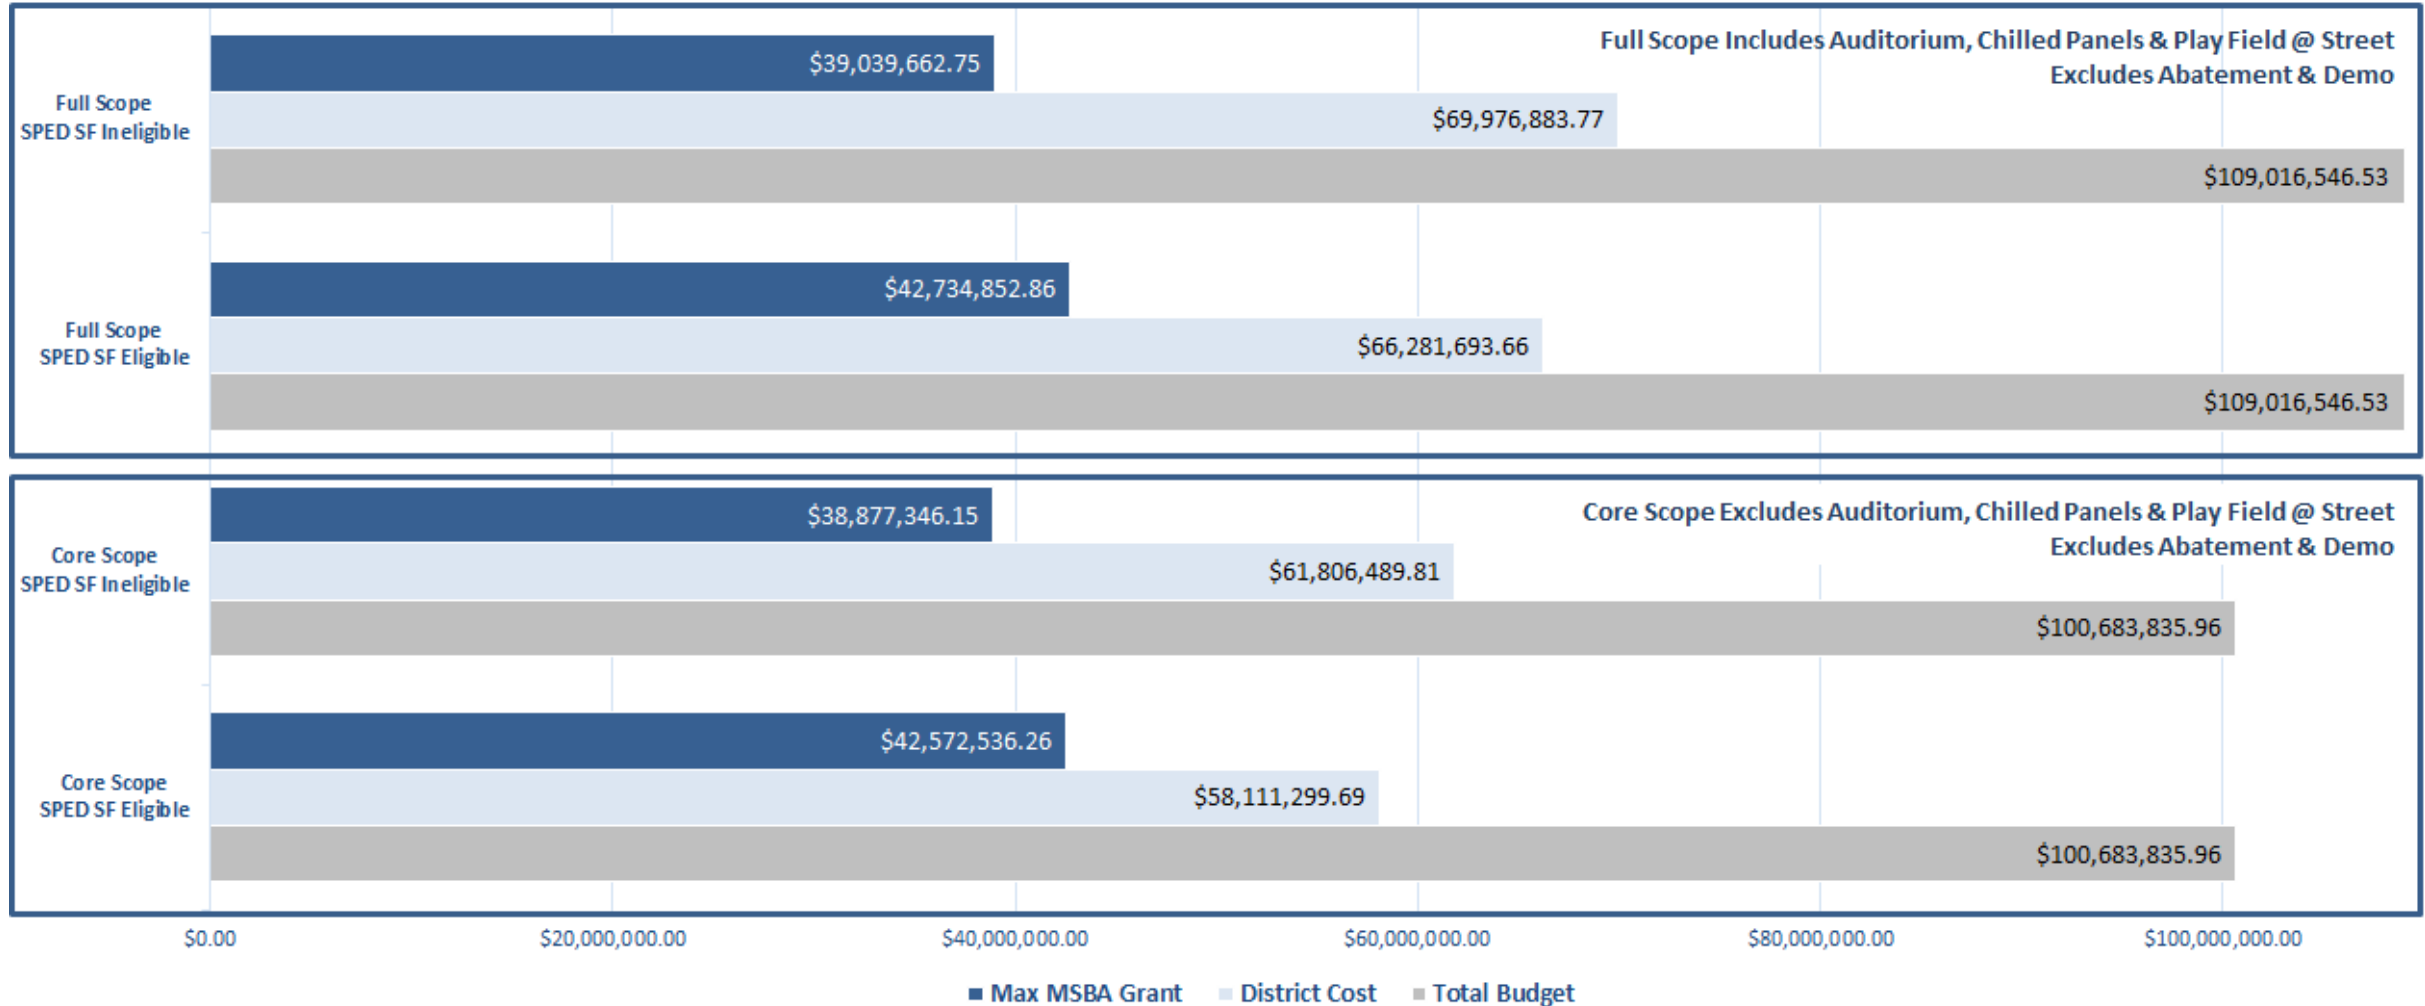 Full Scope Includes Auditorium, Chilled Panels & Play Field @ Street
Excludes Abatement & Demo
Full Scope
SPED SF Ineligible
$39,039,662.75
$69,976,883.77
$109,016,546.53
Full Scope
SPED SF Eligible
$42,734,852.86
$66,281,693.66
$109,016,546.53
Core Scope Excludes Auditorium, Chilled Panels & Play Field @ Street
Excludes Abatement & Demo
Core Scope
SPED SF Ineligible
$38,877,346.15
$61,806,489.81
$100,683,835.96
Core Scope
SPED SF Eligible
$42,572,536.26
$58,111,299.69
$100,683,835.96
$0.00 $20,000,000.00 $40,000,000.00 $60,000,000.00 $80,000,000.00 $100,000,000.00
Max MSBA Grant District Cost Total Budget